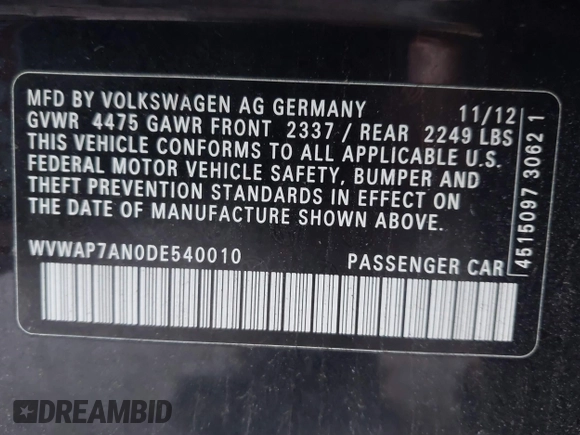 MFD BY VOLKSWAGEN AG GERMANY 11/12
GVWR 4475 GAWR FRONT 2337 / REAR 2249 LBS
THIS VEHICLE CONFORMS TO ALL APPLICABLE U.S.
FEDERAL MOTOR VEHICLE SAFETY, BUMPER AND
THEFT PREVENTION STANDARDS IN EFFECT ON
THE DATE OF MANUFACTURE SHOWN ABOVE.
WVWAP7AN0DE540010 PASSENGER CAR
4515097 3062 1
DREAMBID